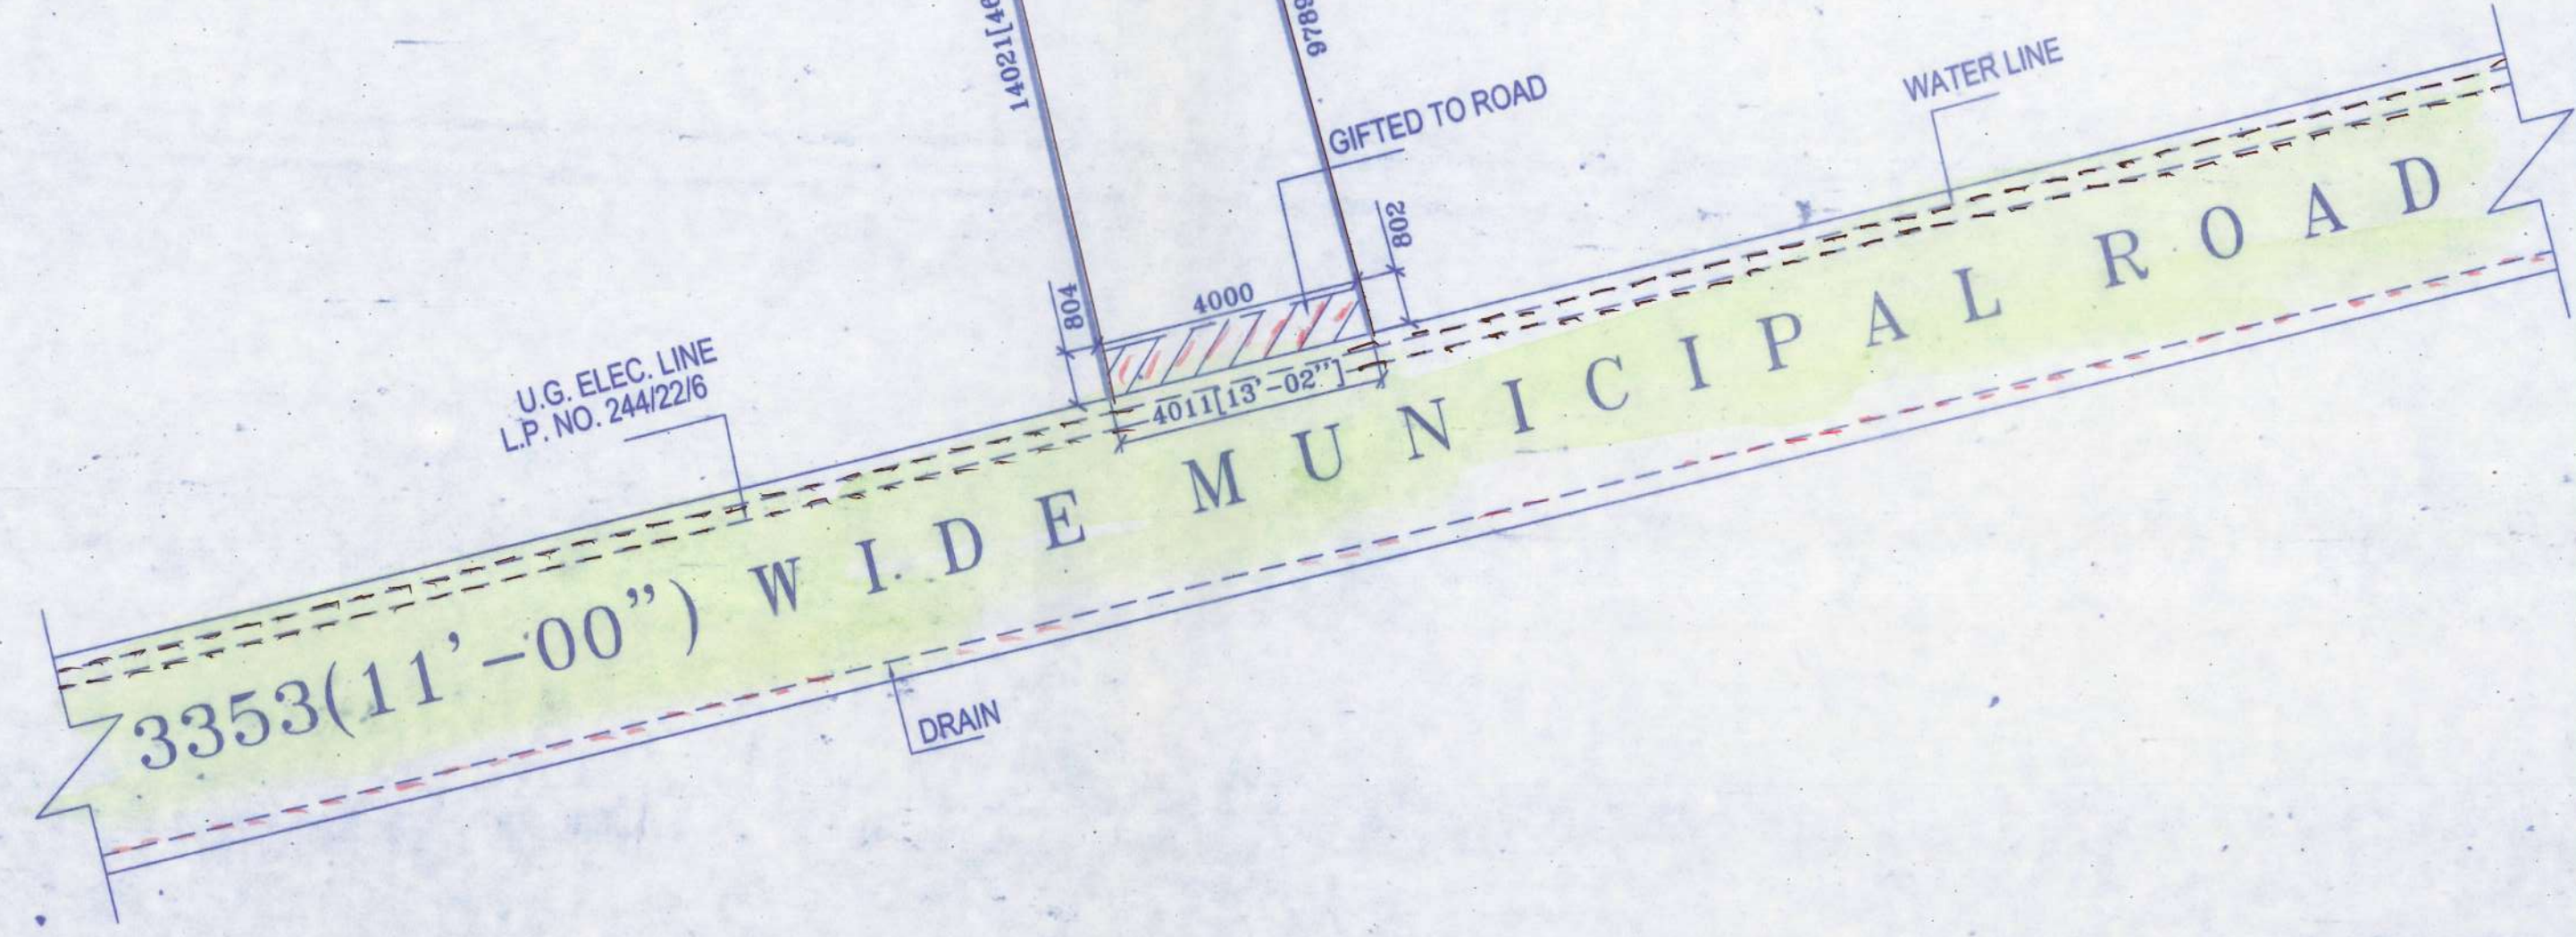 14021[46
9789
GIFTED TO ROAD
WATER LINE
802
804
4000
4011[13'-02'']
U.G. ELEC. LINE
L.P. NO. 244/22/6
3353(11'-00") WIDE MUNICIPAL ROAD
DRAIN